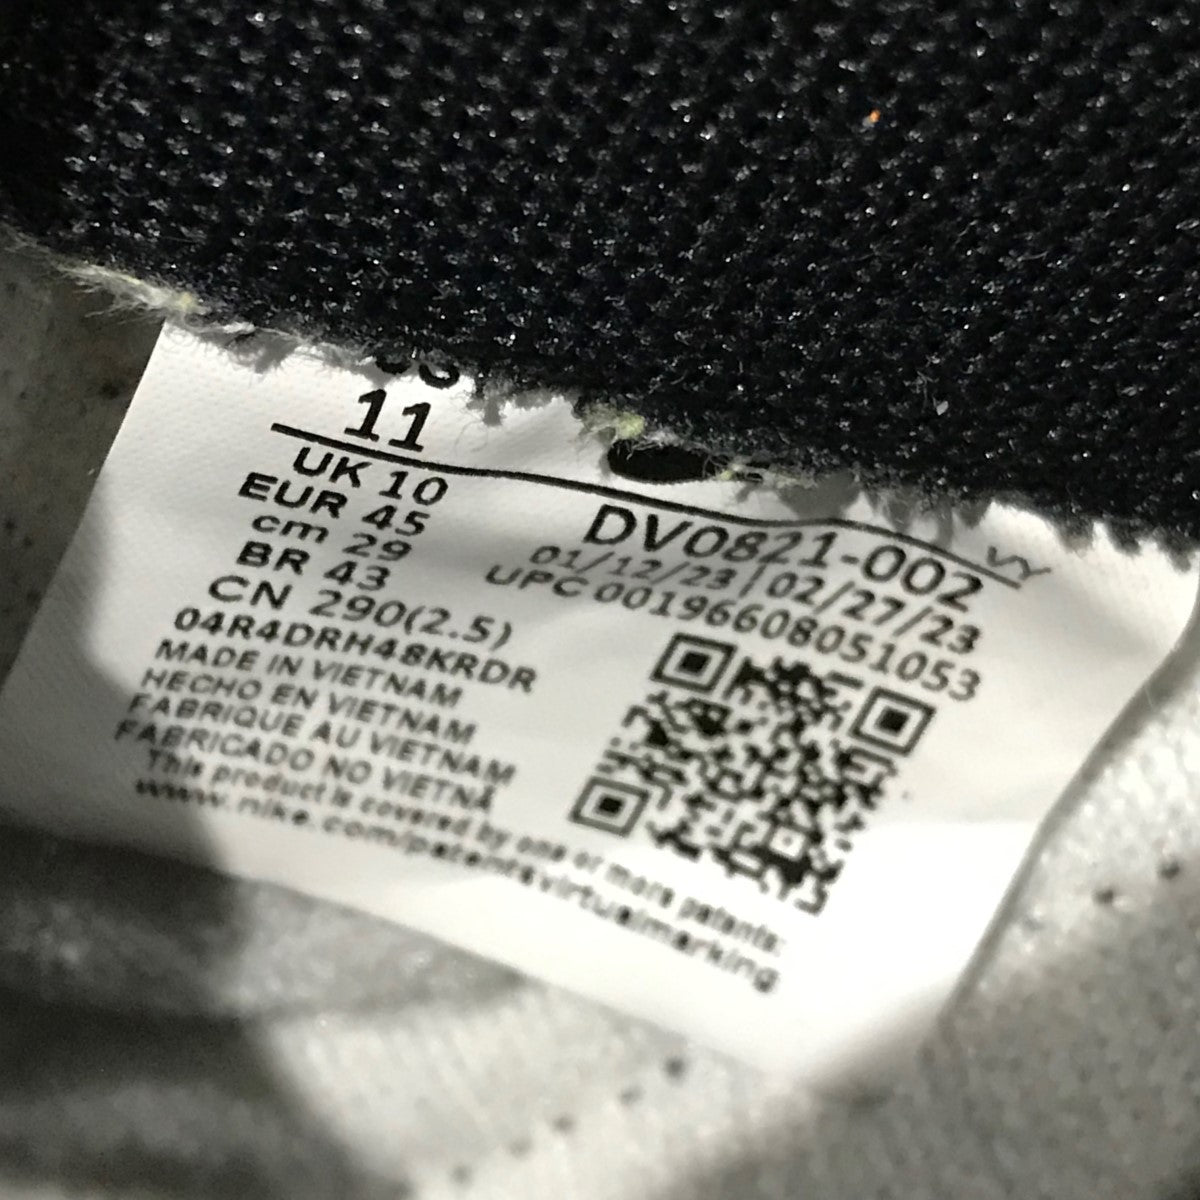 11
UK 10
EUR 45
cm 29
BR 43
CN 290(2.5)
04R4DRH48KRDR
MADE IN VIETNAM
HECHO EN VIETNAM
FABRIQUE AU VIETNAM
FABRICADO NO VIETNÃ
This product is covered by one or more patents:
www.nike.com/patentsvirtualmarking
VY
DV0821-002
01/12/23 | 02/27/23
UPC 00196608051053